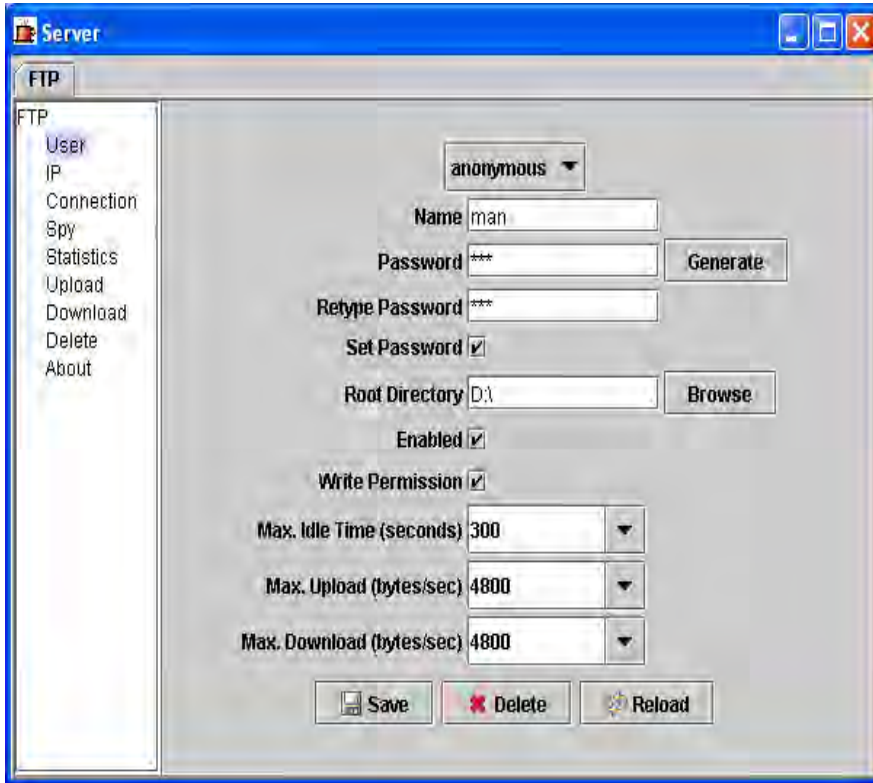 Server
FTP
FTP
User
IP
Connection
Spy
Statistics
Upload
Download
Delete
About
anonymous
Name man
Password *** Generate
Retype Password ***
Set Password
Root Directory D:\ Browse
Enabled
Write Permission
Max. Idle Time (seconds) 300
Max. Upload (bytes/sec) 4800
Max. Download (bytes/sec) 4800
Save Delete Reload